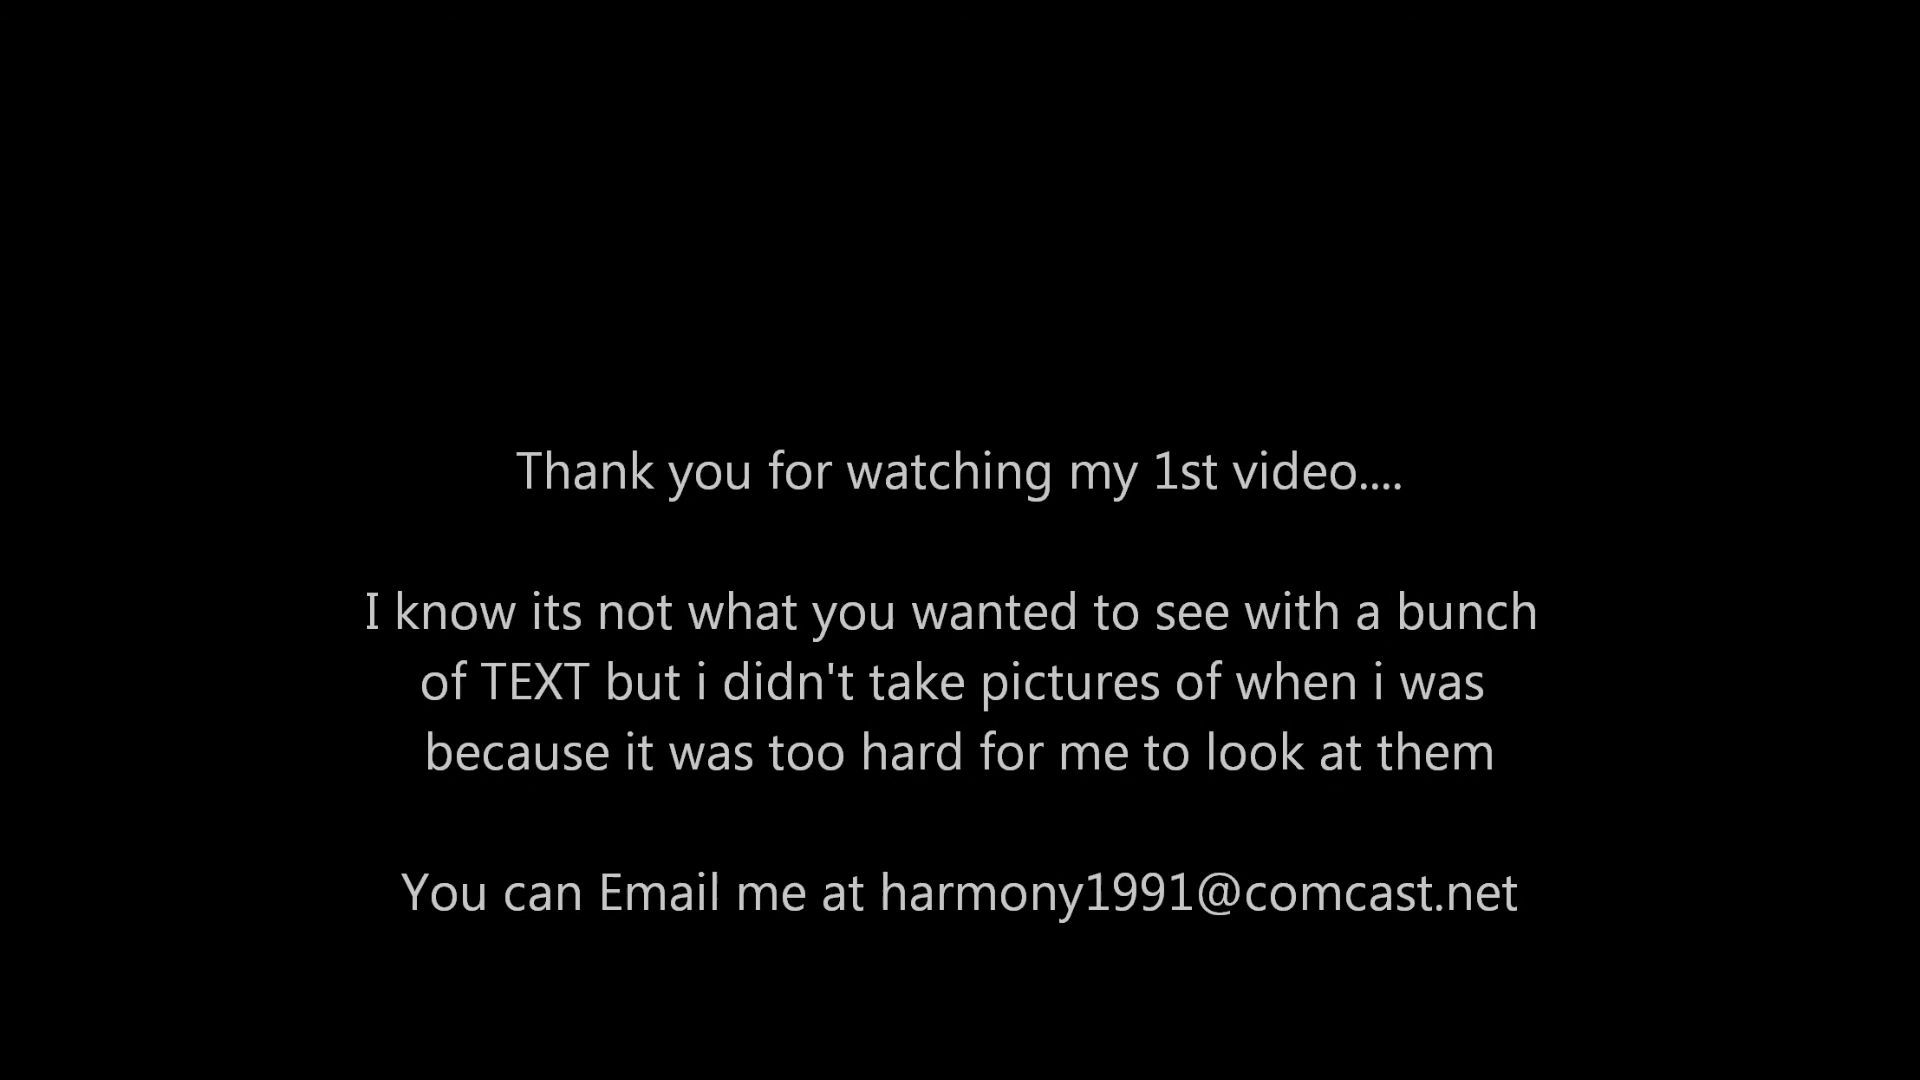 Thank you for watching my 1st video....
I know its not what you wanted to see with a bunch
of TEXT but i didn't take pictures of when i was
because it was too hard for me to look at them
You can Email me at harmony1991@comcast.net